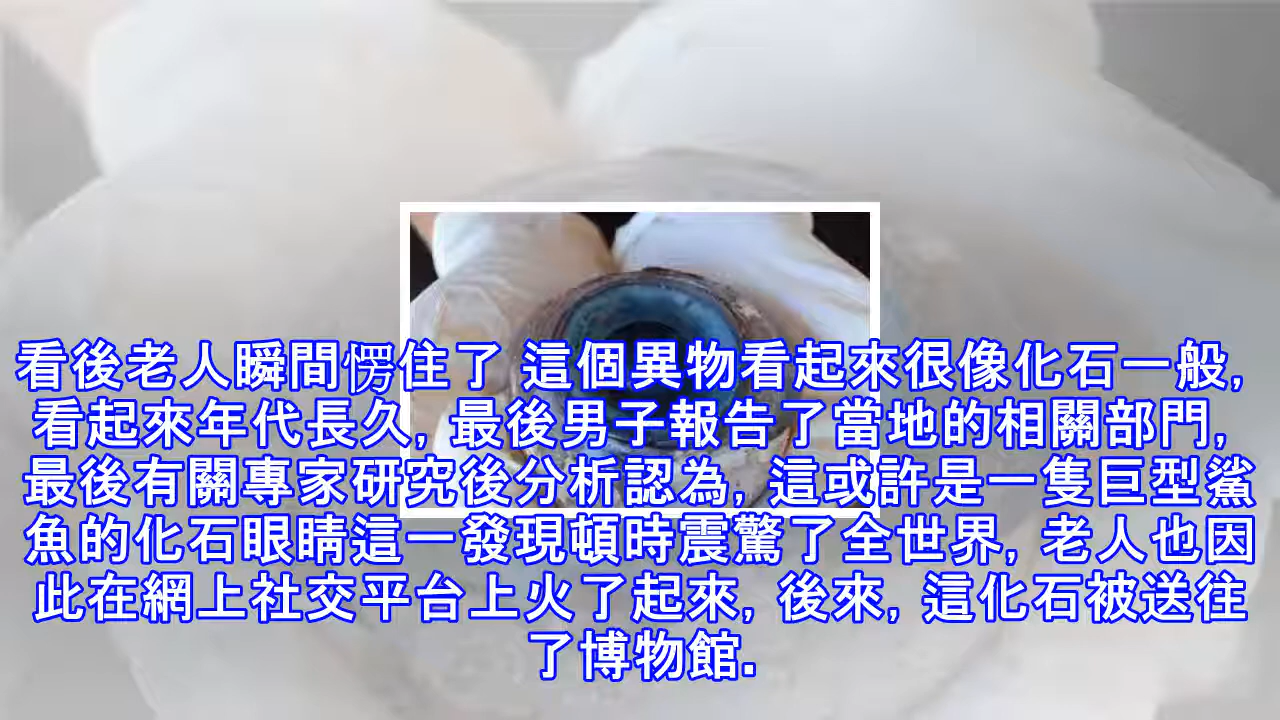 看後老人瞬間愣住了 這個異物看起來很像化石一般,
看起來年代長久, 最後男子報告了當地的相關部門,
最後有關專家研究後分析認為, 這或許是一隻巨型鯊
魚的化石眼睛這一發現頓時震驚了全世界, 老人也因
此在網上社交平台上火了起來, 後來, 這化石被送往
了博物館.